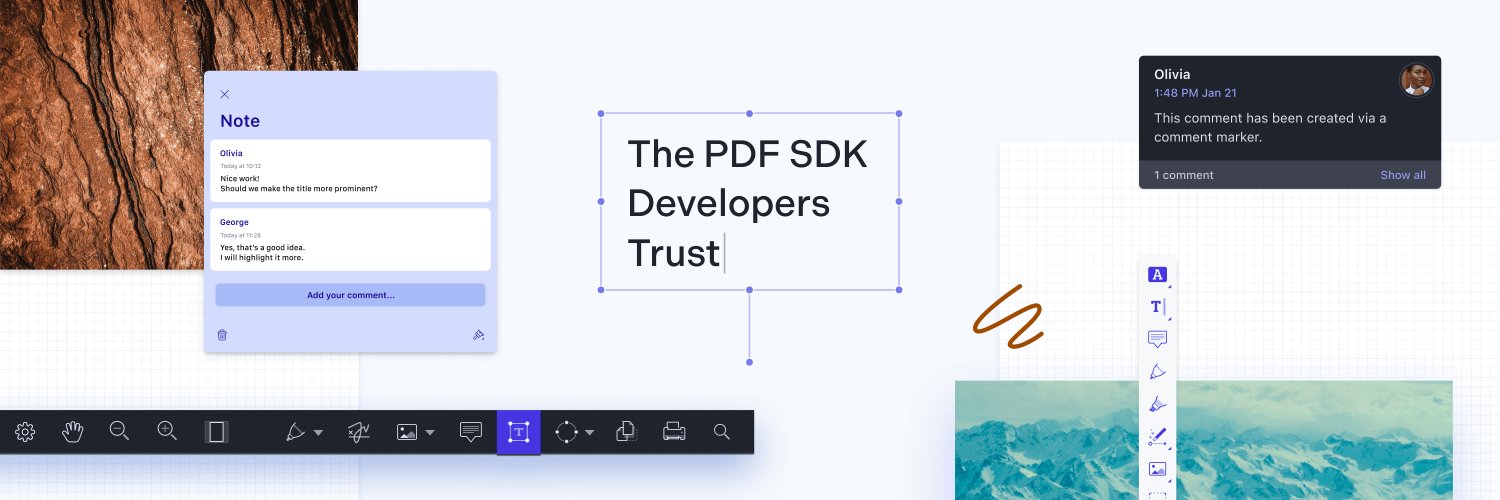 Note
Olivia
Today at 10:12
Nice work!
Should we make the title more prominent?
George
Today at 11:28
Yes, that's a good idea.
I will highlight it more.
Add your comment...
The PDF SDK
Developers
Trust
Olivia
1:48 PM Jan 21
This comment has been created via a
comment marker.
1 comment
Show all
T
A
T